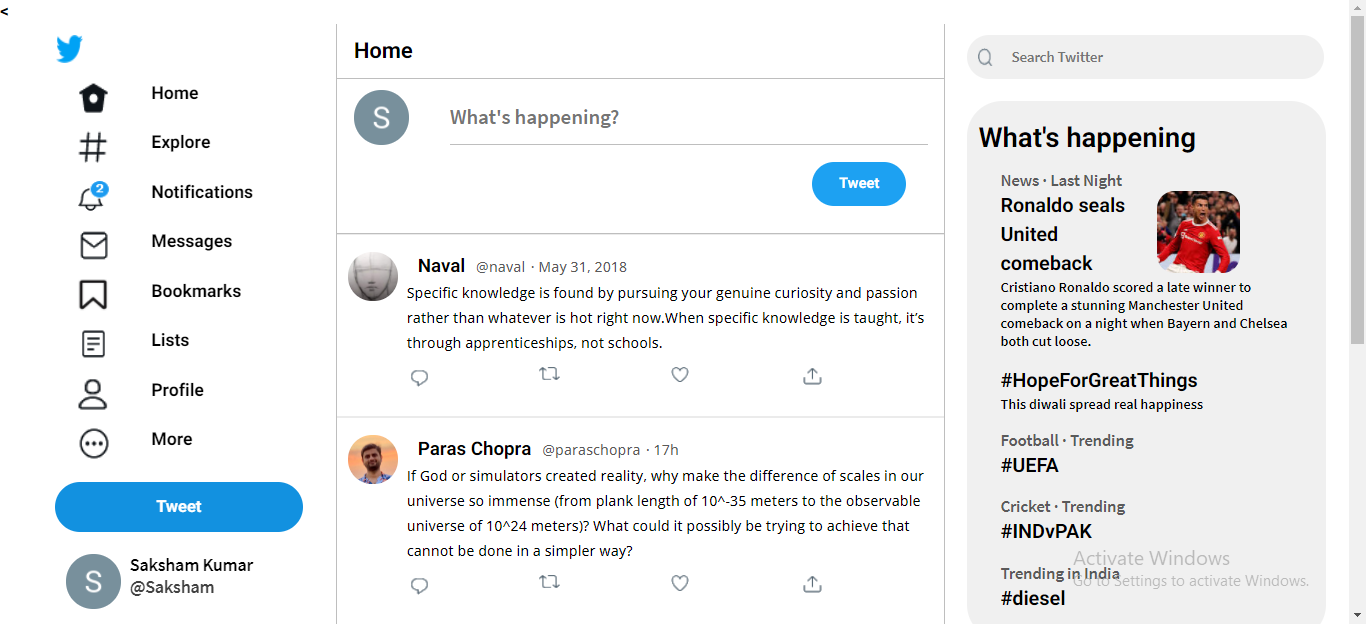 <
Home
Explore
2
Notifications
Messages
Bookmarks
Lists
Profile
More
Tweet
S
Saksham Kumar
@Saksham
Home
S
What's happening?
Tweet
Naval @naval · May 31, 2018
Specific knowledge is found by pursuing your genuine curiosity and passion
rather than whatever is hot right now.When specific knowledge is taught, it’s
through apprenticeships, not schools.
Paras Chopra @paraschopra · 17h
If God or simulators created reality, why make the difference of scales in our
universe so immense (from plank length of 10^-35 meters to the observable
universe of 10^24 meters)? What could it possibly be trying to achieve that
cannot be done in a simpler way?
Search Twitter
What's happening
News · Last Night
Ronaldo seals
United
comeback
Cristiano Ronaldo scored a late winner to
complete a stunning Manchester United
comeback on a night when Bayern and Chelsea
both cut loose.
#HopeForGreatThings
This diwali spread real happiness
Football · Trending
#UEFA
Cricket · Trending
#INDvPAK
Trending in India
#diesel
Activate Windows
Go to Settings to activate Windows.